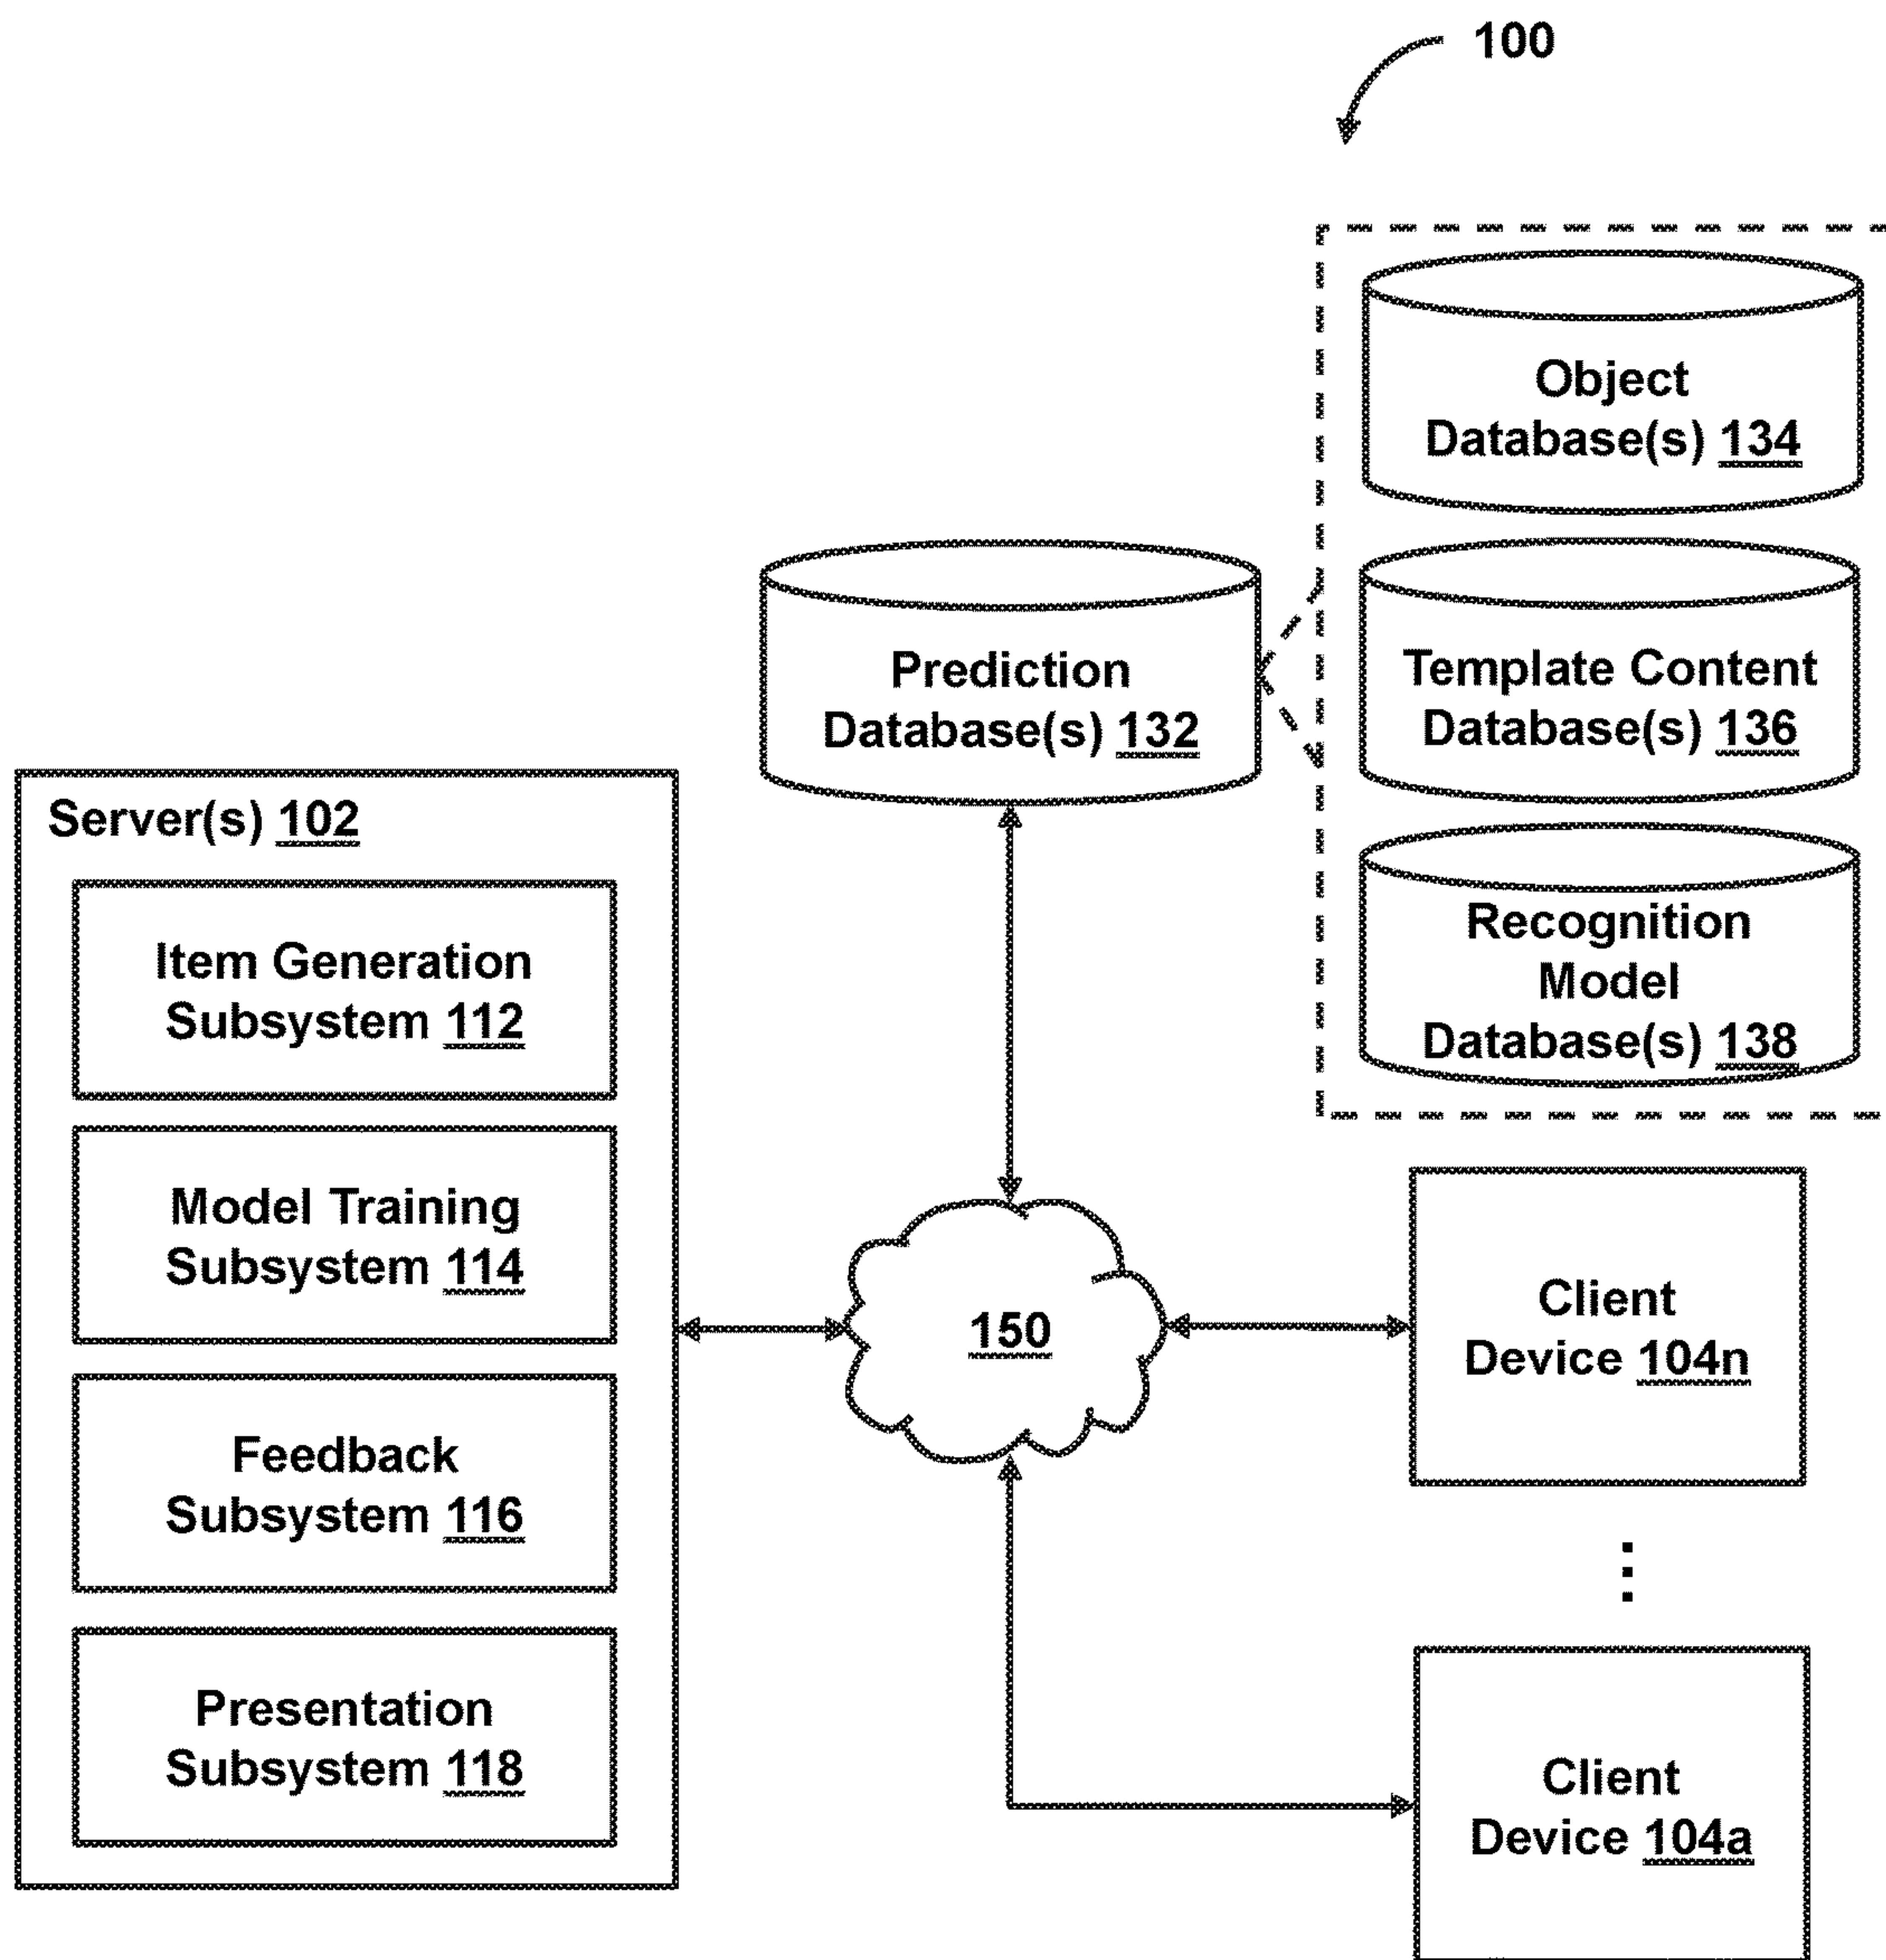 100
Object
Database(s) 134
Prediction
Database(s) 132
Template Content
Database(s) 136
Recognition
Model
Database(s) 138
Server(s) 102
Item Generation
Subsystem 112
Model Training
Subsystem 114
Feedback
Subsystem 116
Presentation
Subsystem 118
150
Client
Device 104n
⋮
Client
Device 104a